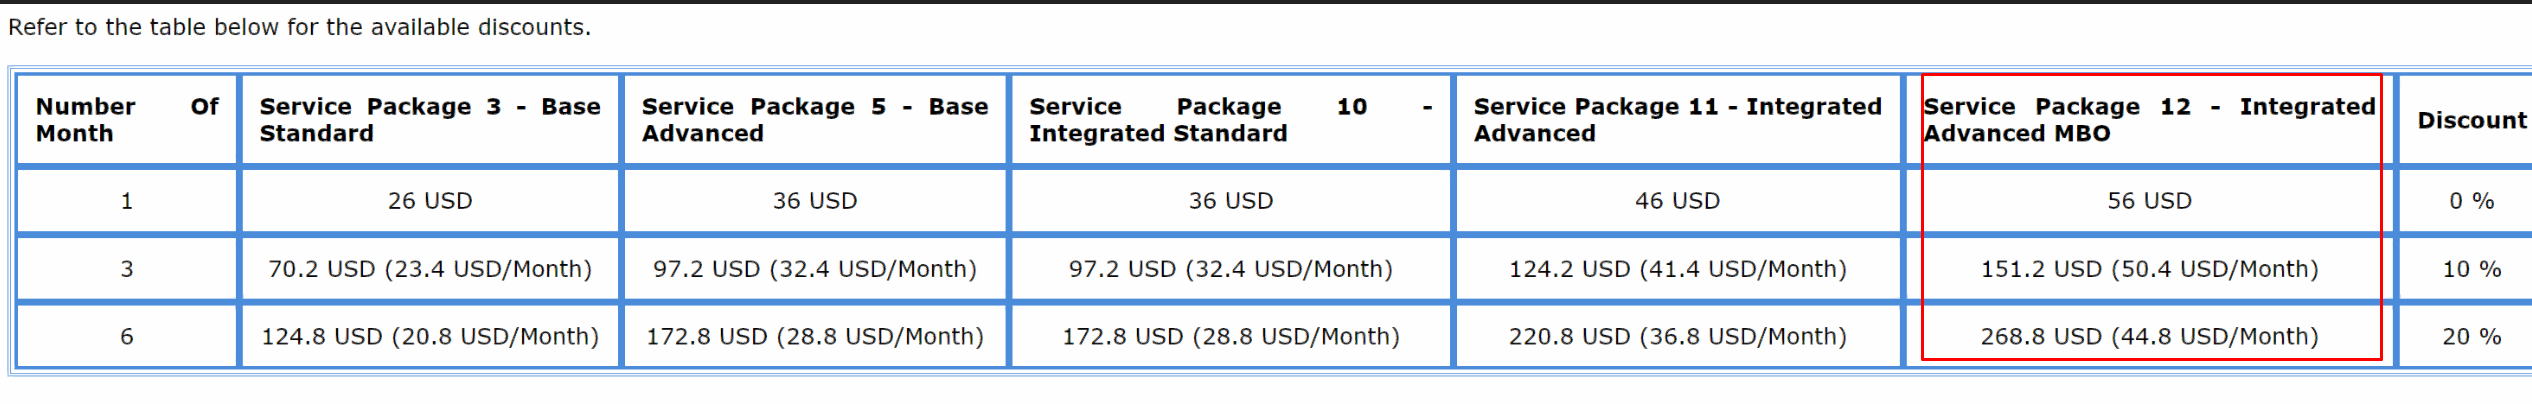 Refer to the table below for the available discounts.
Number Of Month Service Package 3 - Base Standard Service Package 5 - Base Advanced Service Package 10 - Integrated Standard Service Package 11 - Integrated Advanced Service Package 12 - Integrated Advanced MBO Discount
1 26 USD 36 USD 36 USD 46 USD 56 USD 0 %
3 70.2 USD (23.4 USD/Month) 97.2 USD (32.4 USD/Month) 97.2 USD (32.4 USD/Month) 124.2 USD (41.4 USD/Month) 151.2 USD (50.4 USD/Month) 10 %
6 124.8 USD (20.8 USD/Month) 172.8 USD (28.8 USD/Month) 172.8 USD (28.8 USD/Month) 220.8 USD (36.8 USD/Month) 268.8 USD (44.8 USD/Month) 20 %